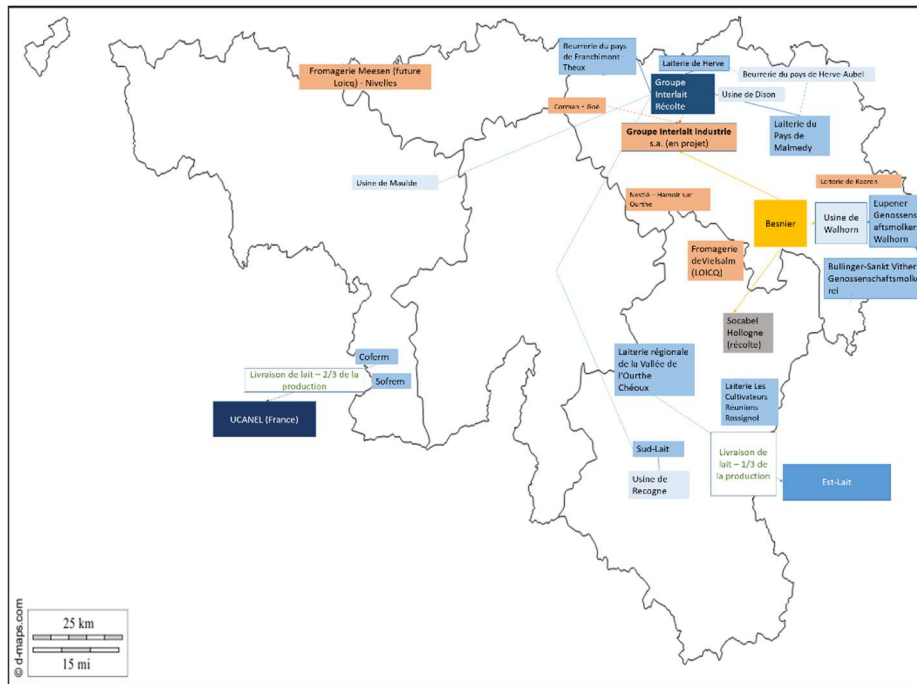 Fromagerie Meesen (future
Loicq) - Nivelles
Beurrerie du pays
de Franchimont -
Theux
Laiterie de Herve
Beurrerie du pays de Herve-Aubel
Groupe
Interlait
Récolte
Usine de Dison
Corman - Goé
Groupe Interlait industrie
s.a. (en projet)
Laiterie du
Pays de
Malmedy
Usine de Maulde
Nestlé – Hamoir sur
Ourthe
Laiterie de Raeren
Besnier
Usine de
Walhorn
Eupener
Genossens
aftsmolker
Walhorn
Fromagerie
deVielsalm
(LOICQ)
Bullinger-Sankt Vither
Genossenschaftsmolke
rei
Socabel
Hollogne
(récolte)
Laiterie régionale
de la Vallée de
l’Ourthe
Chéoux
Coferm
Livraison de lait – 2/3 de la
production
Sofrem
UCANEL (France)
Laiterie Les
Cultivateurs
Réunions
Rossignol
Sud-Lait
Usine de
Recogne
Livraison de
lait – 1/3 de
la production
Est-Lait
25 km
15 mi
© d-maps.com